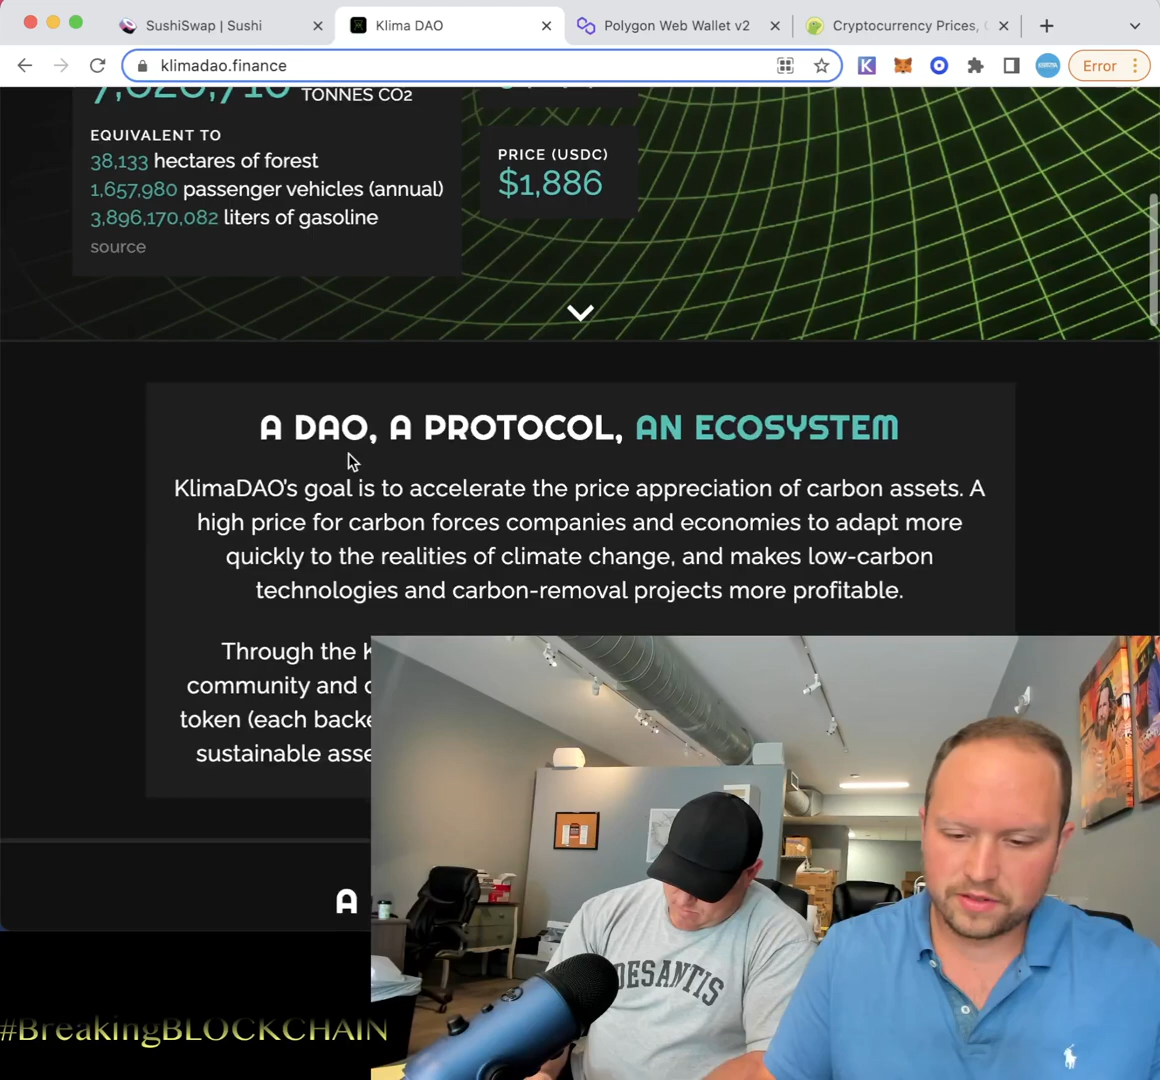 SushiSwap | Sushi
Klima DAO
Polygon Web Wallet v2
Cryptocurrency Prices,
klimadao.finance
Error
TONNES CO2
EQUIVALENT TO
38,133 hectares of forest
1,657,980 passenger vehicles (annual)
3,896,170,082 liters of gasoline
source
PRICE (USDC)
$1,886
A DAO, A PROTOCOL, AN ECOSYSTEM
KlimaDAO's goal is to accelerate the price appreciation of carbon assets. A
high price for carbon forces companies and economies to adapt more
quickly to the realities of climate change, and makes low-carbon
technologies and carbon-removal projects more profitable.
Through the
community and
token (each
sustainable
A
DESANTIS
#BreakingBLOCKCHAIN